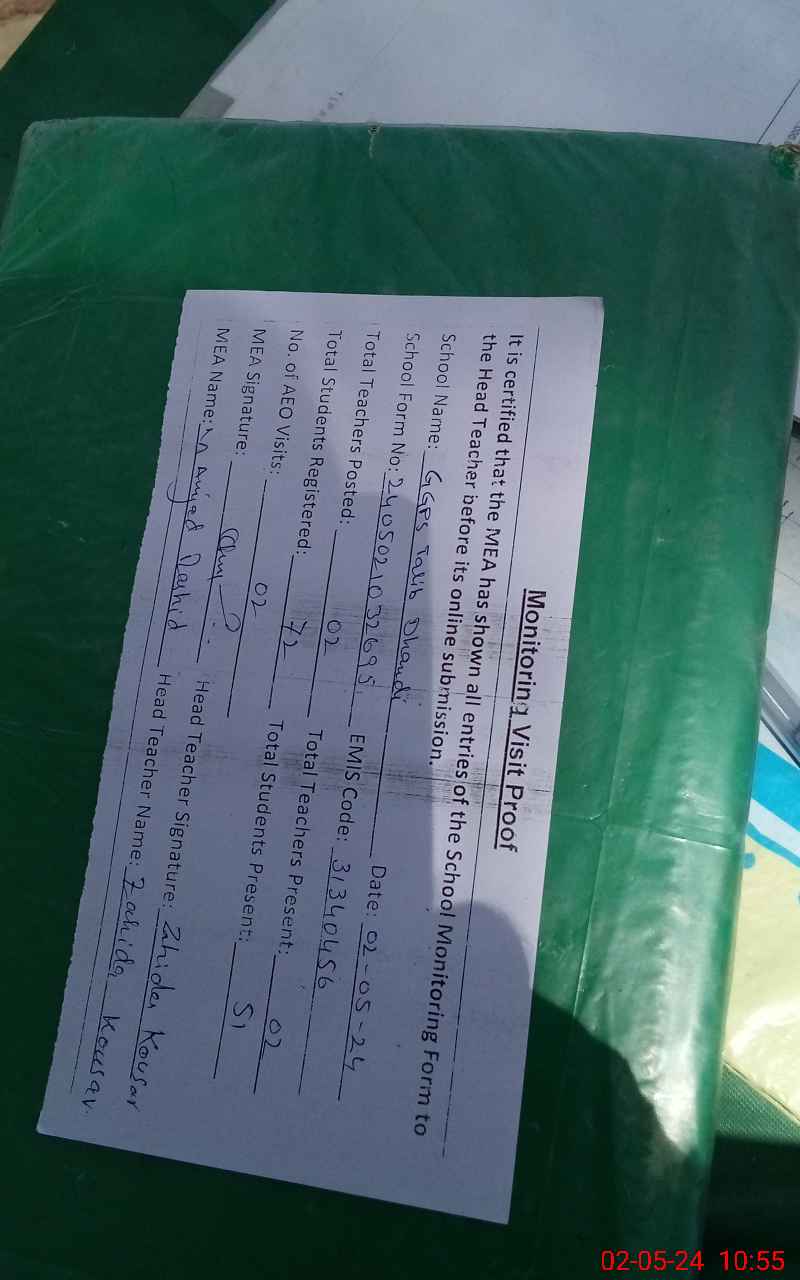 Monitoring Visit Proof
It is certified that the MEA has shown all entries of the School Monitoring Form to
the Head Teacher before its online submission.
School Name: GGPS Talib Dhandi
School Form No: 2405021032695 Date: 02-05-24
Total Teachers Posted: 02 EMIS Code: 31340456
Total Students Registered: 72 Total Teachers Present: 02
No. of AEO Visits: 02 Total Students Present: 51
MEA Signature:
MEA Name: Amjad Rashid Head Teacher Signature: Zhida Kousar
Head Teacher Name: Zahida Kousar
02-05-24 10:55